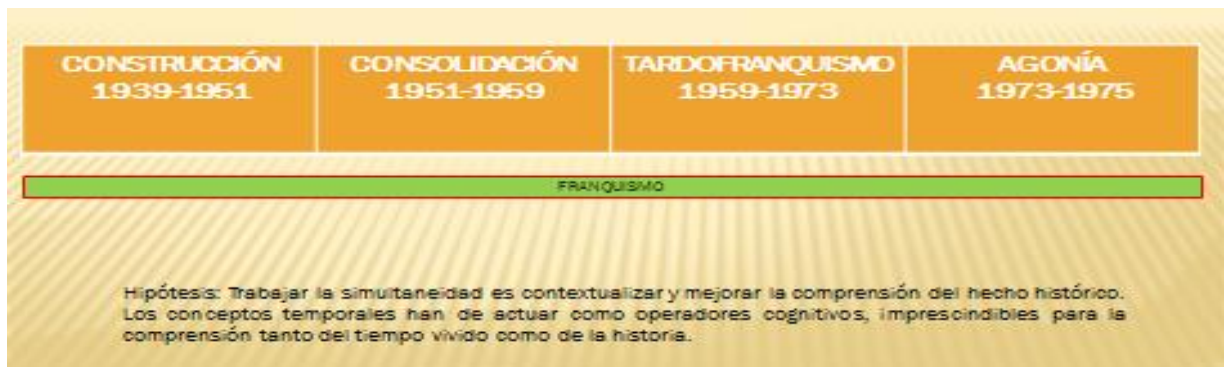 CONSTRUCCIÓN
1939-1951
CONSOLIDACIÓN
1951-1959
TARDOFRANQUISMO
1959-1973
AGONÍA
1973-1975
FRANQUISMO
Hipótesis: Trabajar la simultaneidad es contextualizar y mejorar la comprensión del hecho histórico.
Los conceptos temporales han de actuar como operadores cognitivos, imprescindibles para la
comprensión tanto del tiempo vivido como de la historia.